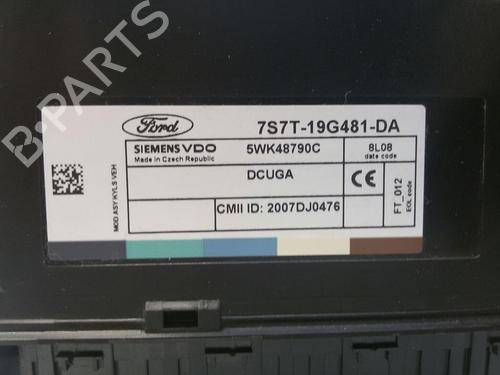 Ford
7S7T-19G481-DA
SIEMENS VDO
Made in Czech Republic
5WK48790C
8L08
date code
MOD ASY KYLS VEH
DCUGA
CE
FT_012
EOL code
CMII ID: 2007DJ0476
B-PARTS